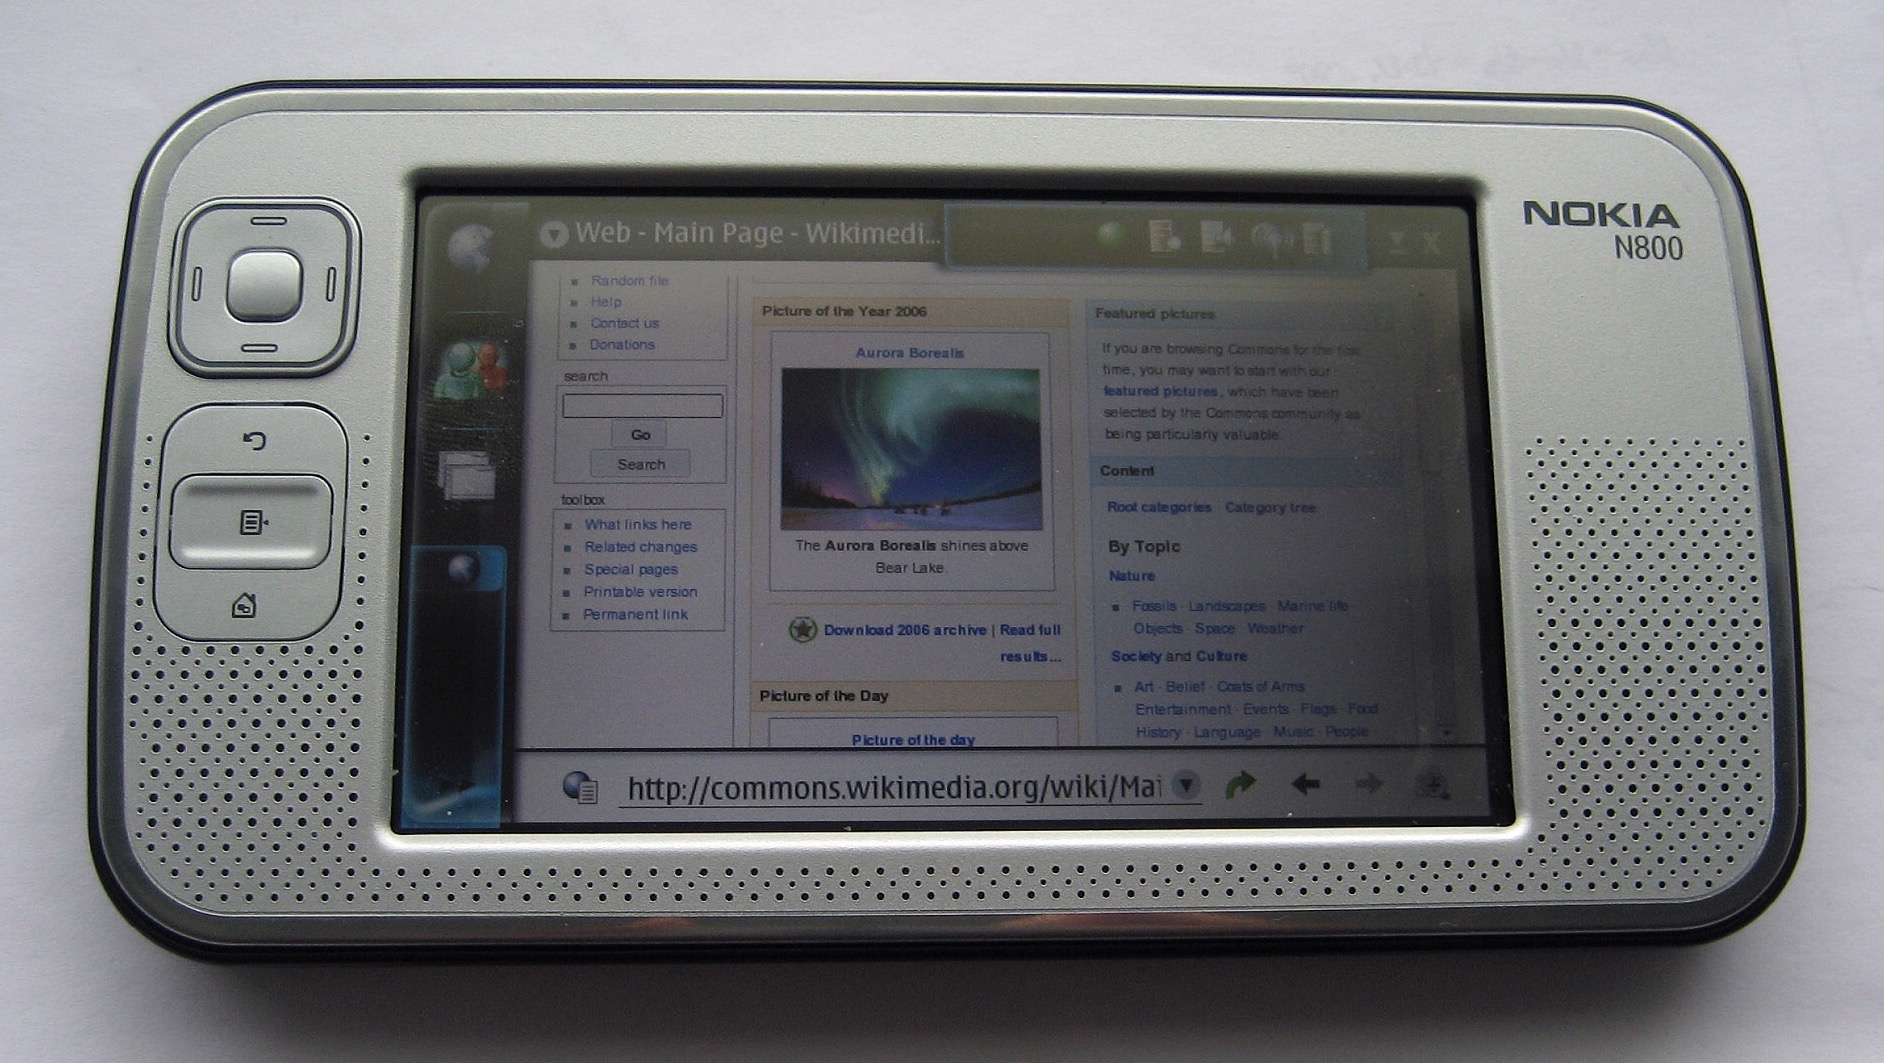 NOKIA
N800
Web - Main Page - Wikimedi...
Random file
Help
Contact us
Donations
search
Go
Search
toolbox
What links here
Related changes
Special pages
Printable version
Permanent link
Picture of the Year 2006
Aurora Borealis
The Aurora Borealis shines above
Bear Lake.
Download 2006 archive | Read full
results...
Picture of the Day
Picture of the day
Featured pictures
If you are browsing Commons for the first
time, you may want to start with our
featured pictures, which have been
selected by the Commons community as
being particularly valuable.
Content
Root categories · Category tree
By Topic
Nature
Fossils · Landscapes · Marine life
Objects · Space · Weather
Society and Culture
Art · Belief · Coats of Arms
Entertainment · Events · Flags · Food
History · Language · Music · People
http://commons.wikimedia.org/wiki/Mai